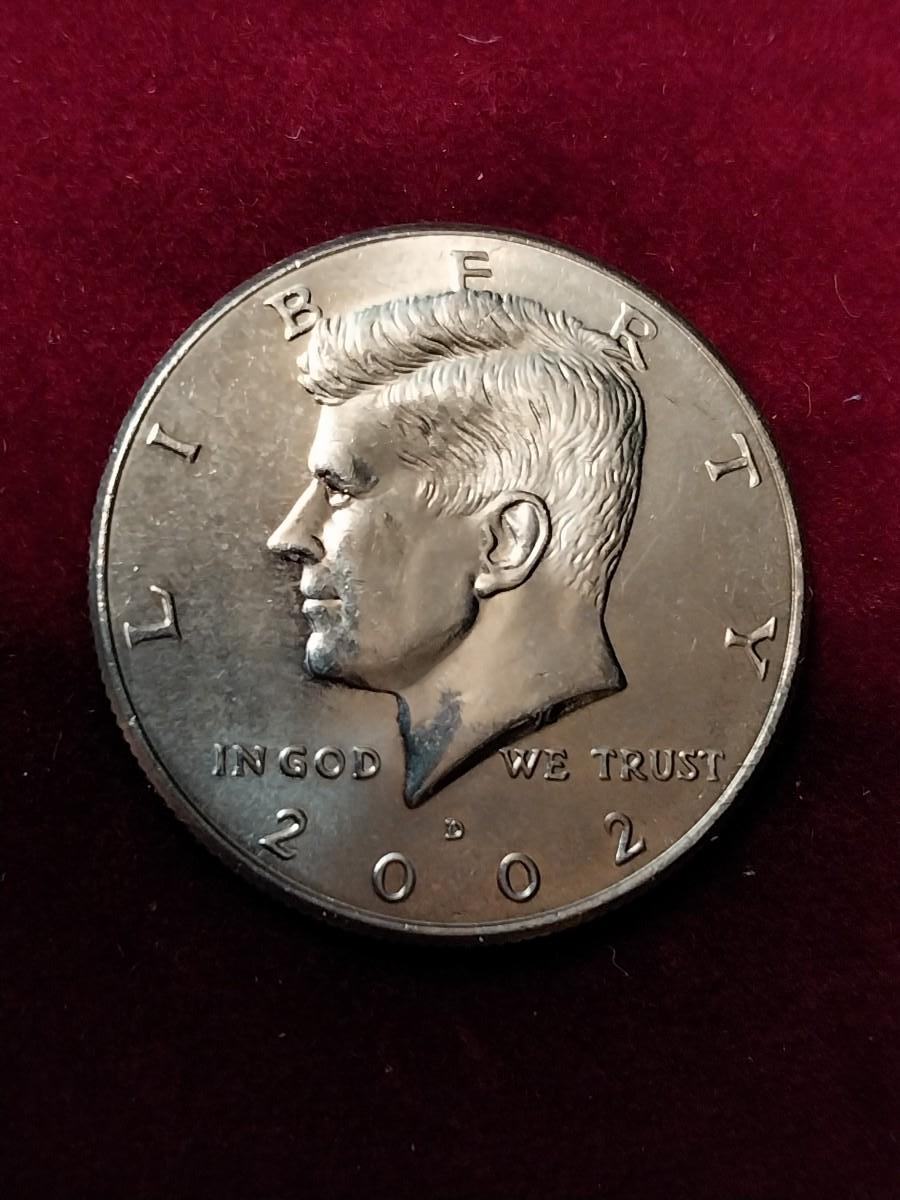 LIBERTY
IN GOD WE TRUST
D
2002